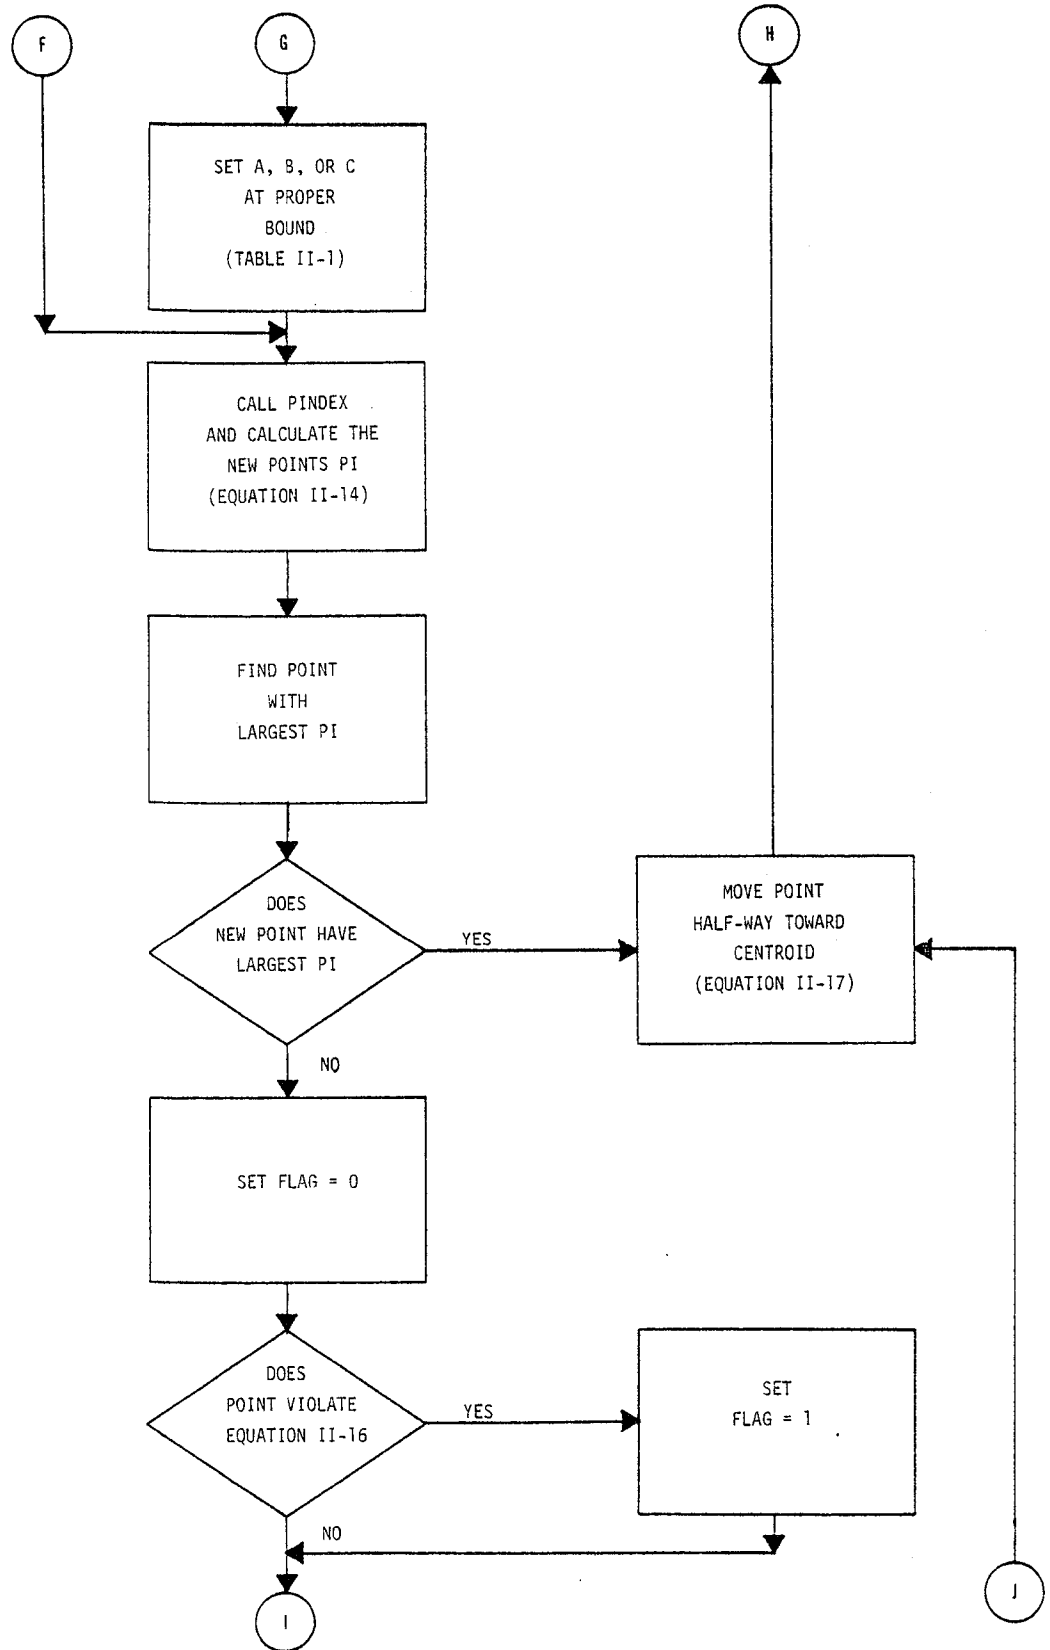 F
G
H
SET A, B, OR C
AT PROPER
BOUND
(TABLE II-1)
CALL PINDEX
AND CALCULATE THE
NEW POINTS PI
(EQUATION II-14)
FIND POINT
WITH
LARGEST PI
DOES
NEW POINT HAVE
LARGEST PI
YES
MOVE POINT
HALF-WAY TOWARD
CENTROID
(EQUATION II-17)
NO
SET FLAG = 0
DOES
POINT VIOLATE
EQUATION II-16
YES
SET
FLAG = 1
NO
I
J